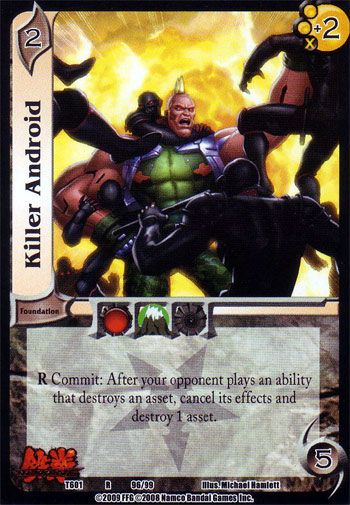 2
+2
Killer Android
Foundation
R Commit: After your opponent plays an ability
that destroys an asset, cancel its effects and
destroy 1 asset.
5
T601 R 96/99 Illus. Michael Hamlett
©2009 FFG ©2008 Namco Bandai Games Inc.